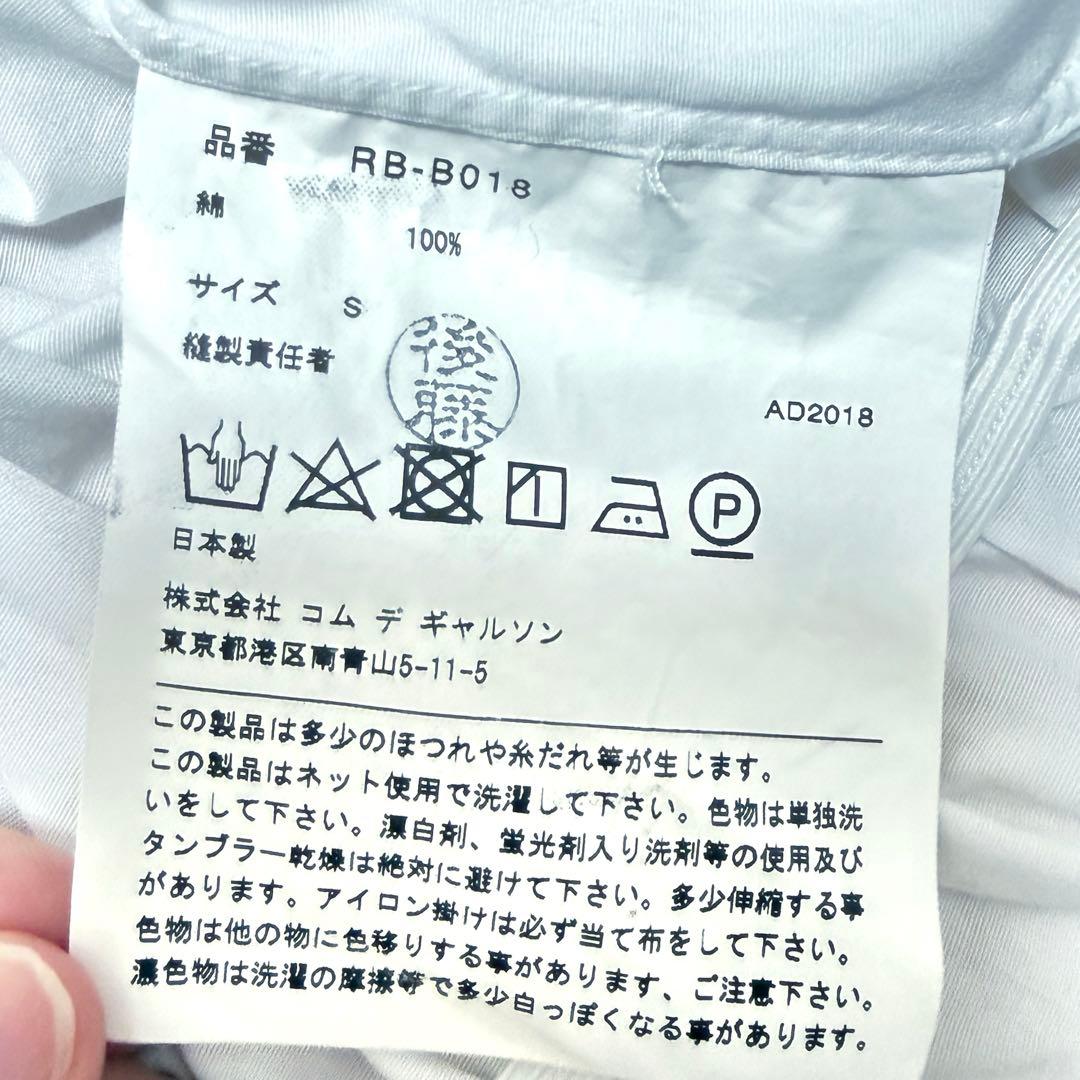 品番 RB-B018
綿 100%
サイズ S
縫製責任者 後藤
AD2018
P
日本製
株式会社 コム デ ギャルソン
東京都港区南青山5-11-5
この製品は多少のほつれや糸だれ等が生じます。
この製品はネット使用で洗濯して下さい。色物は単独洗
いをして下さい。漂白剤、蛍光剤入り洗剤等の使用及び
タンブラー乾燥は絶対に避けて下さい。多少伸縮する事
があります。アイロン掛けは必ず当て布をして下さい。
色物は他の物に色移りする事があります、ご注意下さい。
濃色物は洗濯の摩擦等で多少白っぽくなる事があります。